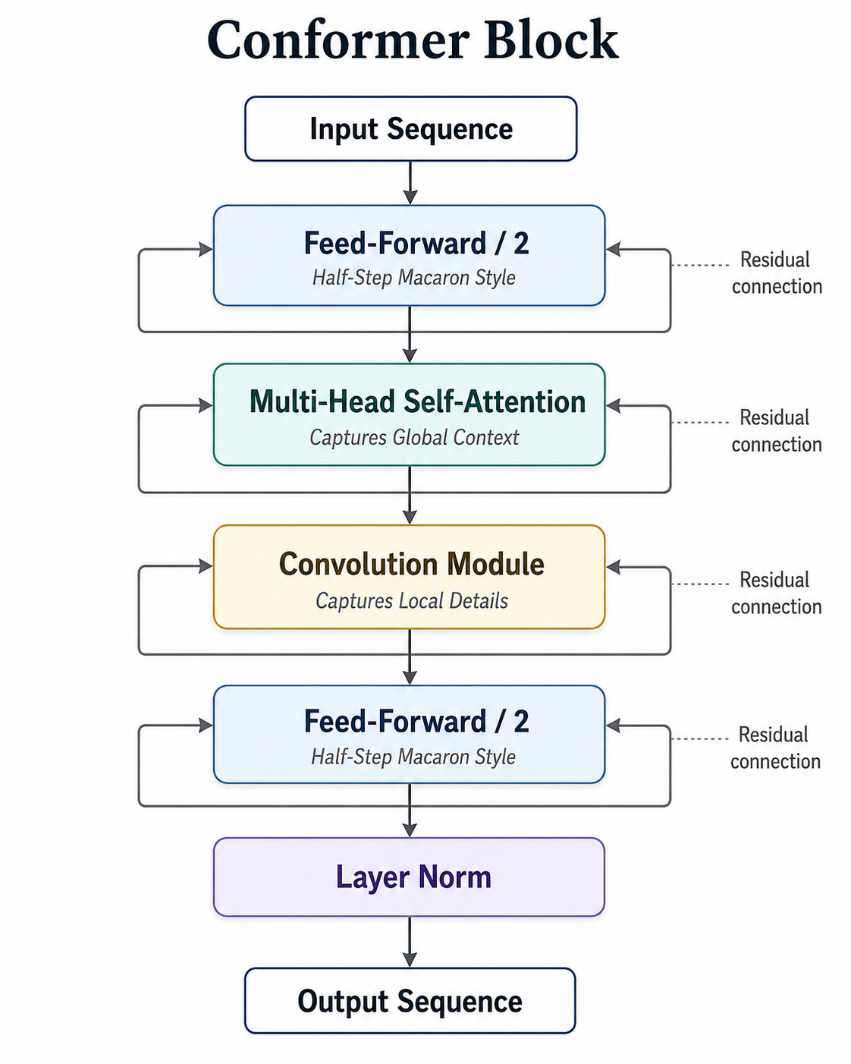 Conformer Block
Input Sequence
Feed-Forward / 2
Half-Step Macaron Style
Residual
connection
Multi-Head Self-Attention
Captures Global Context
Residual
connection
Convolution Module
Captures Local Details
Residual
connection
Feed-Forward / 2
Half-Step Macaron Style
Residual
connection
Layer Norm
Output Sequence